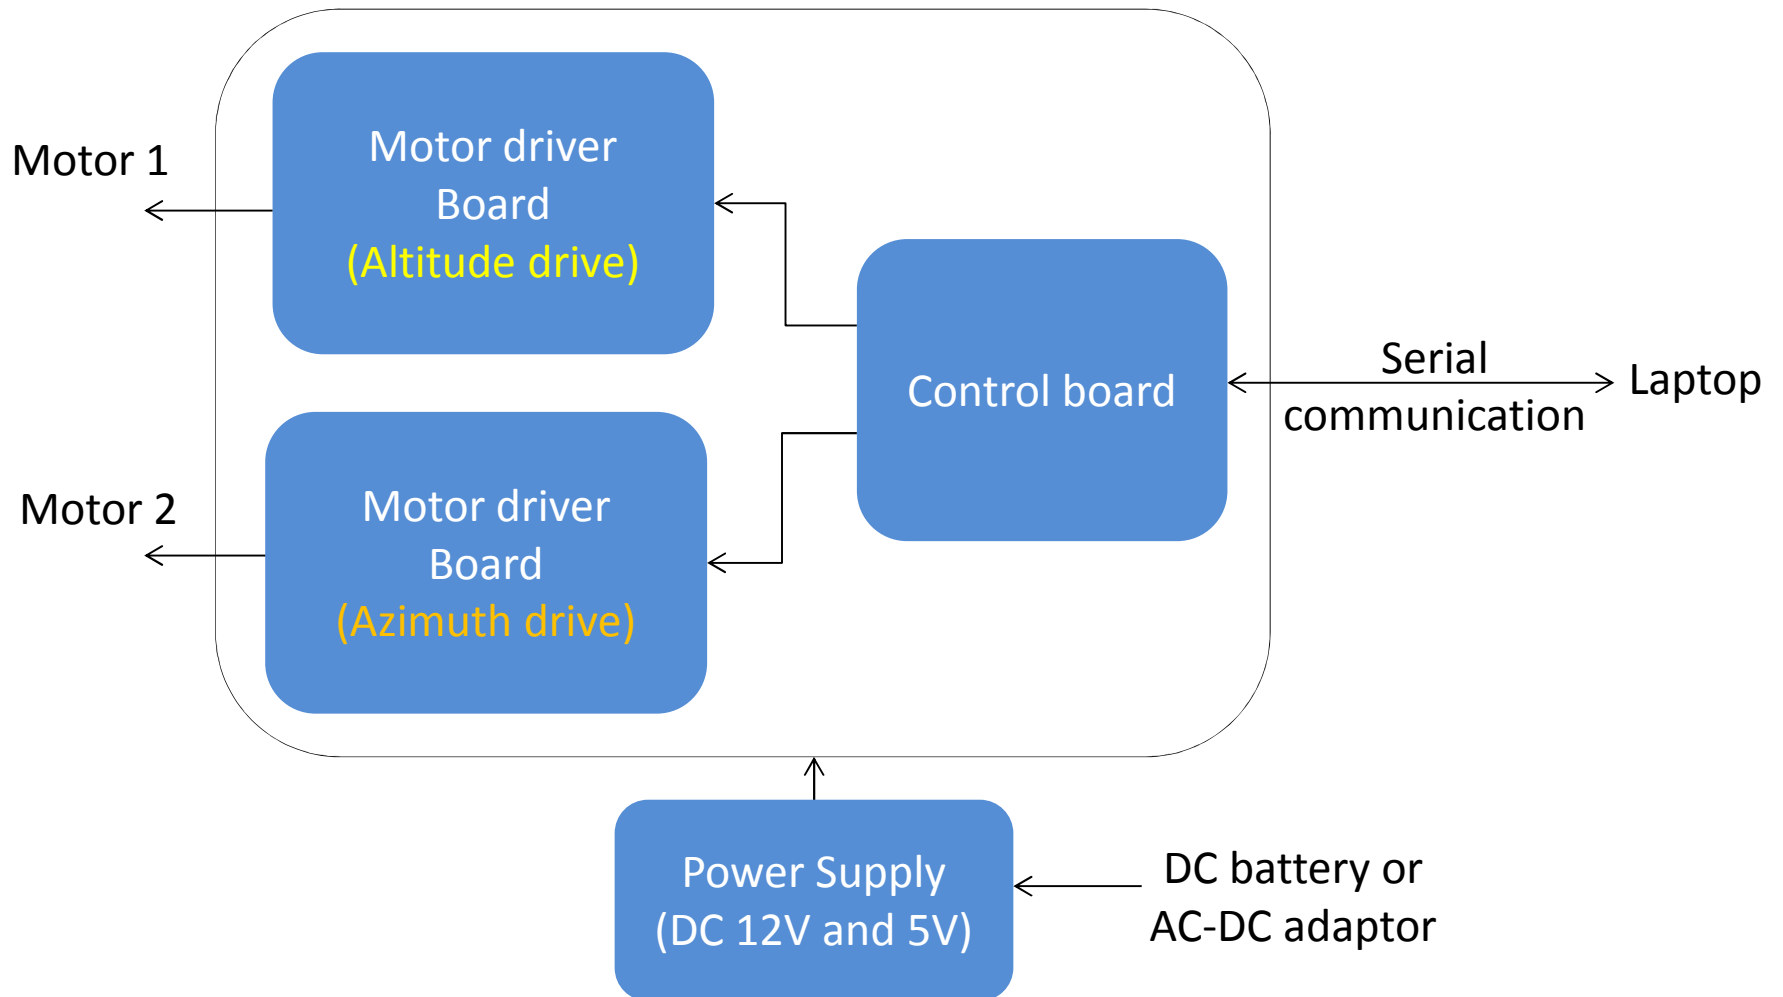 Motor 1
Motor driver
Board
(Altitude drive)
Control board
Serial
communication
Laptop
Motor 2
Motor driver
Board
(Azimuth drive)
Power Supply
(DC 12V and 5V)
DC battery or
AC-DC adaptor